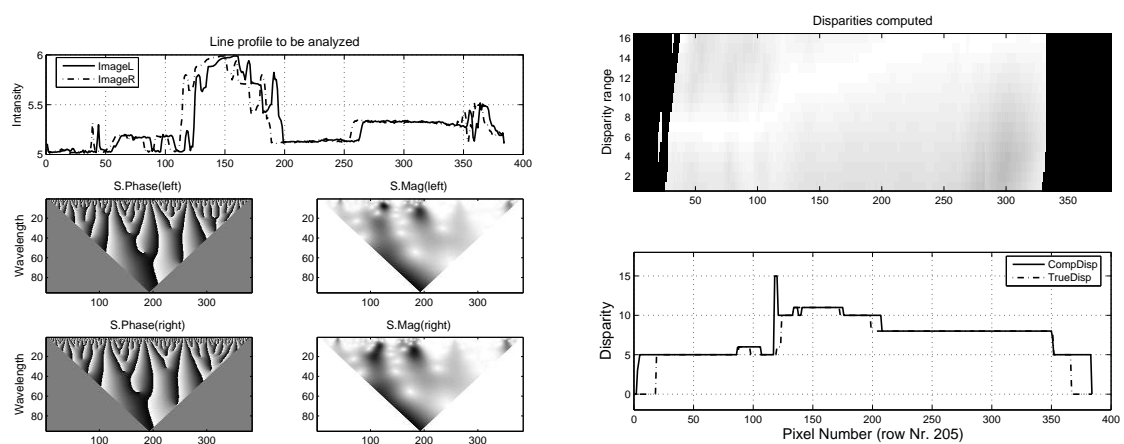 Line profile to be analyzed
Intansity
6
5.5
5
ImageL
ImageR
0 50 100 150 200 250 300 350 400
S.Phase(left)
Wavelength
20
40
60
80
100 200 300
S.Mag(left)
20
40
60
80
100 200 300
S.Phase(right)
Wavelength
20
40
60
80
100 200 300
S.Mag(right)
20
40
60
80
100 200 300
Disparities computed
Disparity range
16
14
12
10
8
6
4
2
50 100 150 200 250 300 350
Disparity
15
10
5
0
CompDisp
TrueDisp
0 50 100 150 200 250 300 350 400
Pixel Number (row Nr. 205)